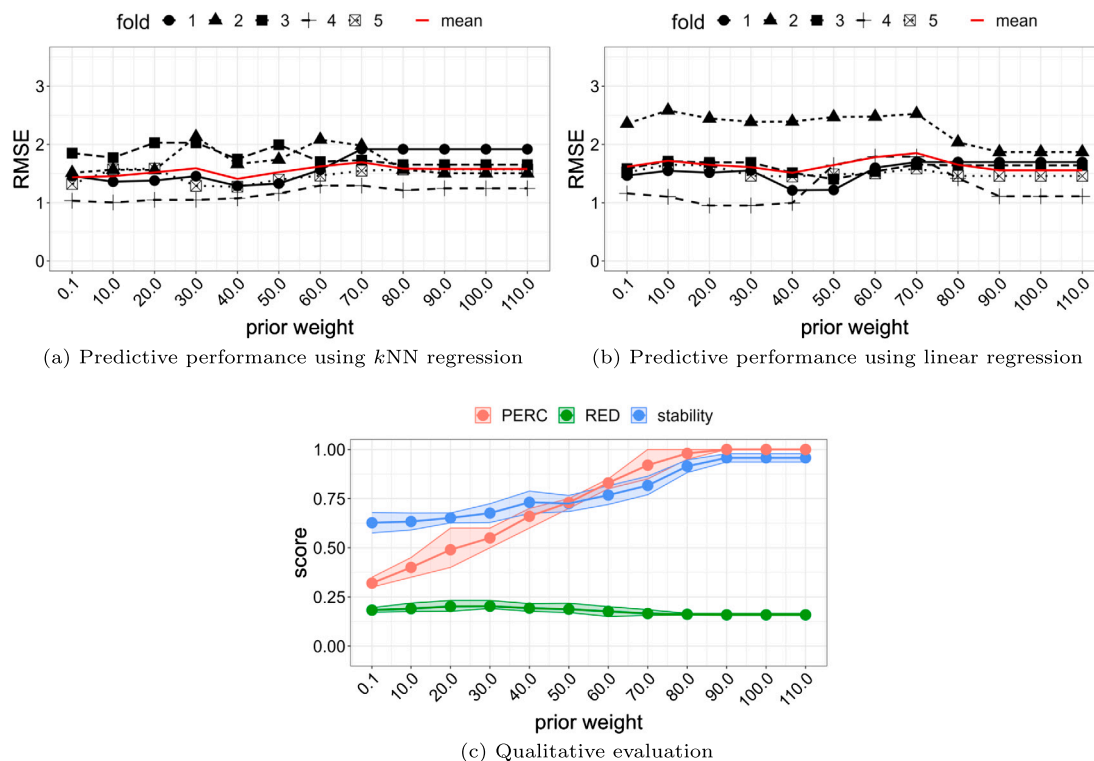 fold 1 2 3 4 5 mean
RMSE
3
2
1
0
0.1 10.0 20.0 30.0 40.0 50.0 60.0 70.0 80.0 90.0 100.0 110.0
prior weight
(a) Predictive performance using kNN regression
fold 1 2 3 4 5 mean
RMSE
3
2
1
0
0.1 10.0 20.0 30.0 40.0 50.0 60.0 70.0 80.0 90.0 100.0 110.0
prior weight
(b) Predictive performance using linear regression
PERC RED stability
score
1.00
0.75
0.50
0.25
0.00
0.1 10.0 20.0 30.0 40.0 50.0 60.0 70.0 80.0 90.0 100.0 110.0
prior weight
(c) Qualitative evaluation